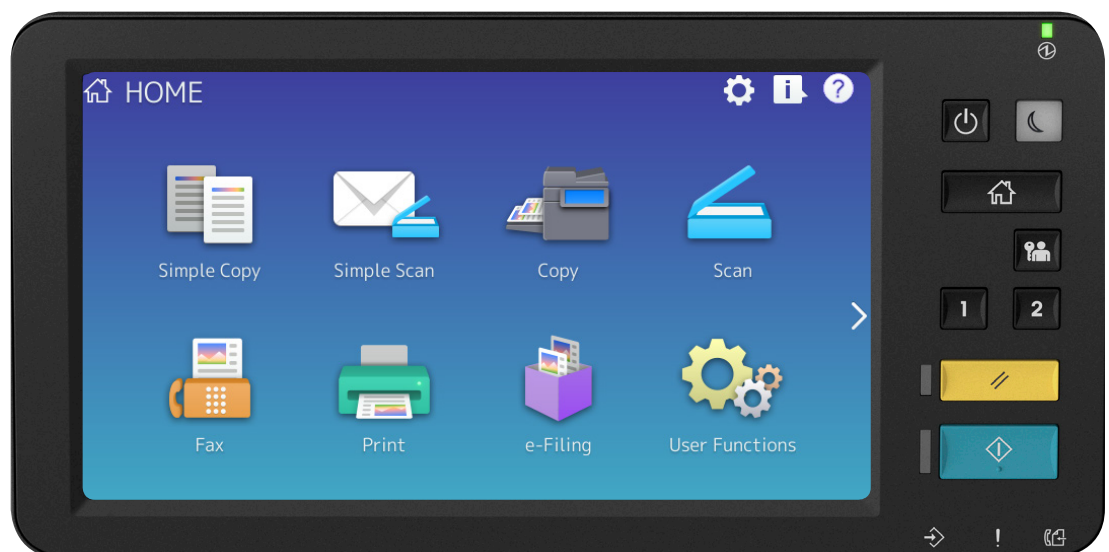 HOME
Simple Copy
Simple Scan
Copy
Scan
Fax
Print
e-Filing
User Functions
1
2